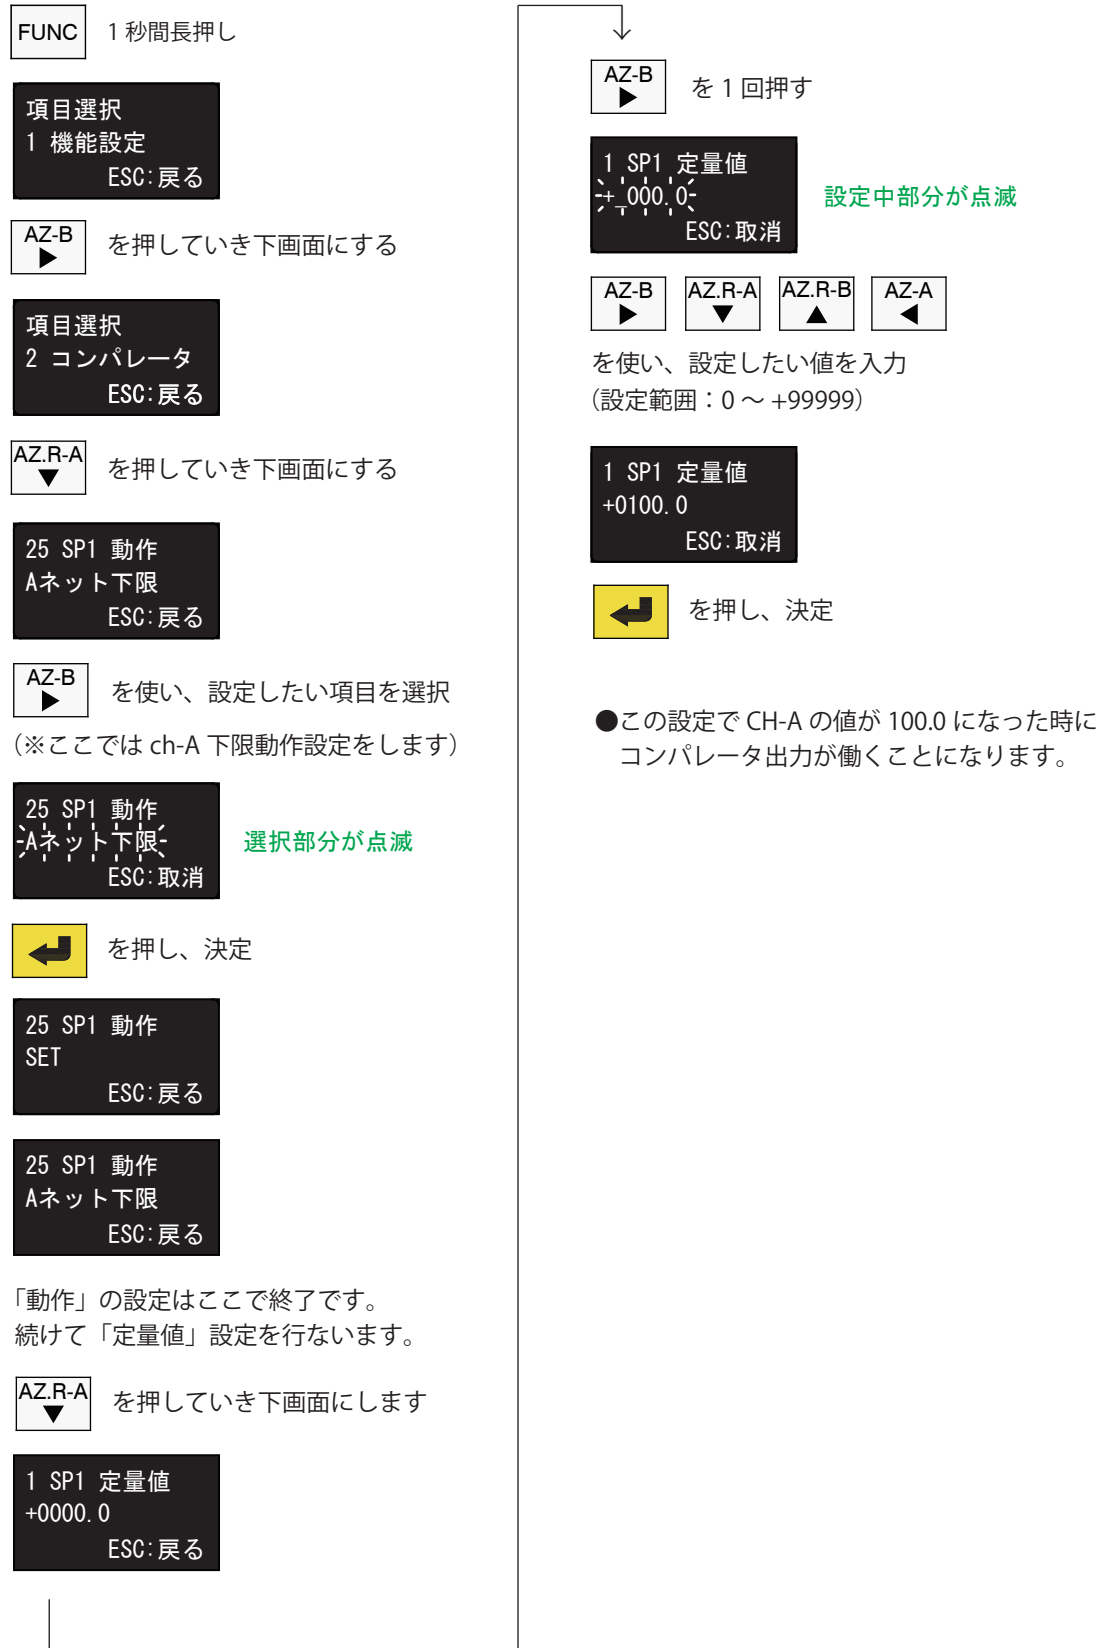 FUNC 1 秒間長押し
項目選択
1 機能設定
ESC:戻る
AZ-B
▶ を押していき下画面にする
項目選択
2 コンパレータ
ESC:戻る
AZ.R-A
▼ を押していき下画面にする
25 SP1 動作
Aネット下限
ESC:戻る
AZ-B
▶ を使い、設定したい項目を選択
(※ここでは ch-A 下限動作設定をします)
25 SP1 動作
Aネット下限 選択部分が点滅
ESC:取消
を押し、決定
25 SP1 動作
SET
ESC:戻る
25 SP1 動作
Aネット下限
ESC:戻る
「動作」の設定はここで終了です。
続けて「定量値」設定を行ないます。
AZ.R-A
▼ を押していき下画面にします
1 SP1 定量値
+0000.0
ESC:戻る
AZ-B
▶ を 1 回押す
1 SP1 定量値
+_000.0 設定中部分が点滅
ESC:取消
AZ-B AZ.R-A AZ.R-B AZ-A
▶ ▼ ▲ ◀
を使い、設定したい値を入力
(設定範囲:0 ～ +99999)
1 SP1 定量値
+0100.0
ESC:取消
を押し、決定
●この設定で CH-A の値が 100.0 になった時に
コンパレータ出力が働くことになります。